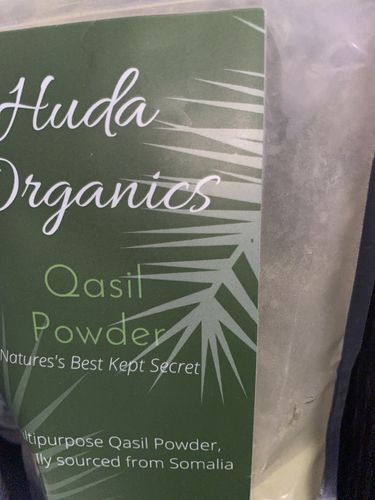 Huda
Organics
Qasil
Powder
Natures's Best Kept Secret
Qasil Powder,
sourced from Somalia